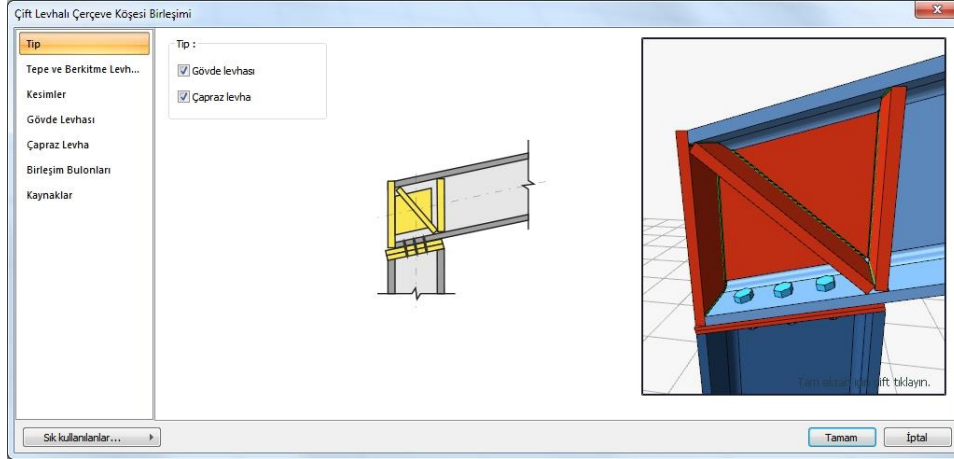 Çift Levhalı Çerçeve Köşesi Birleşimi
Tip
Tepe ve Berkitme Levh...
Kesimler
Gövde Levhası
Çapraz Levha
Birleşim Bulonları
Kaynaklar
Tip :
Gövde levhası
Çapraz levha
çift tıklayın.
Sık kullanılanlar...
Tamam
İptal